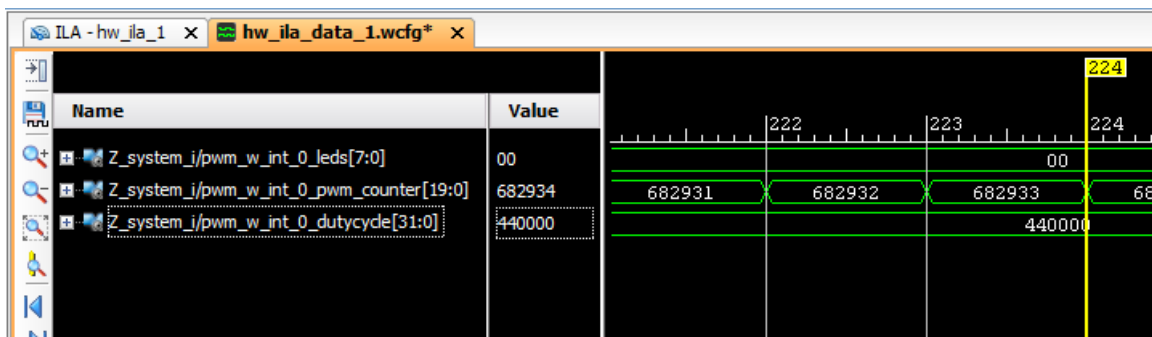 ILA - hw_ila_1 x hw_ila_data_1.wcfg* x
224
Name Value
222 223 224
Z_system_i/pwm_w_int_0_leds[7:0] 00 00
Z_system_i/pwm_w_int_0_pwm_counter[19:0] 682934 682931 682932 682933 68
Z_system_i/pwm_w_int_0_dutycycle[31:0] 440000 440000